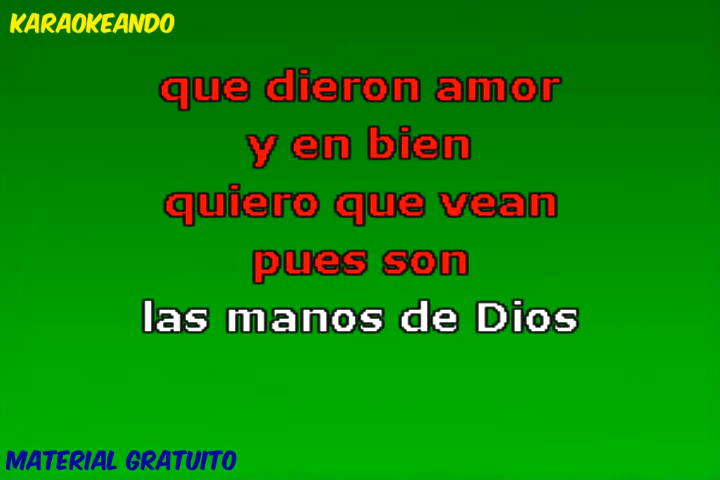 KARAOKEANDO
que dieron amor
y en bien
quiero que vean
pues son
las manos de Dios
MATERIAL GRATUITO